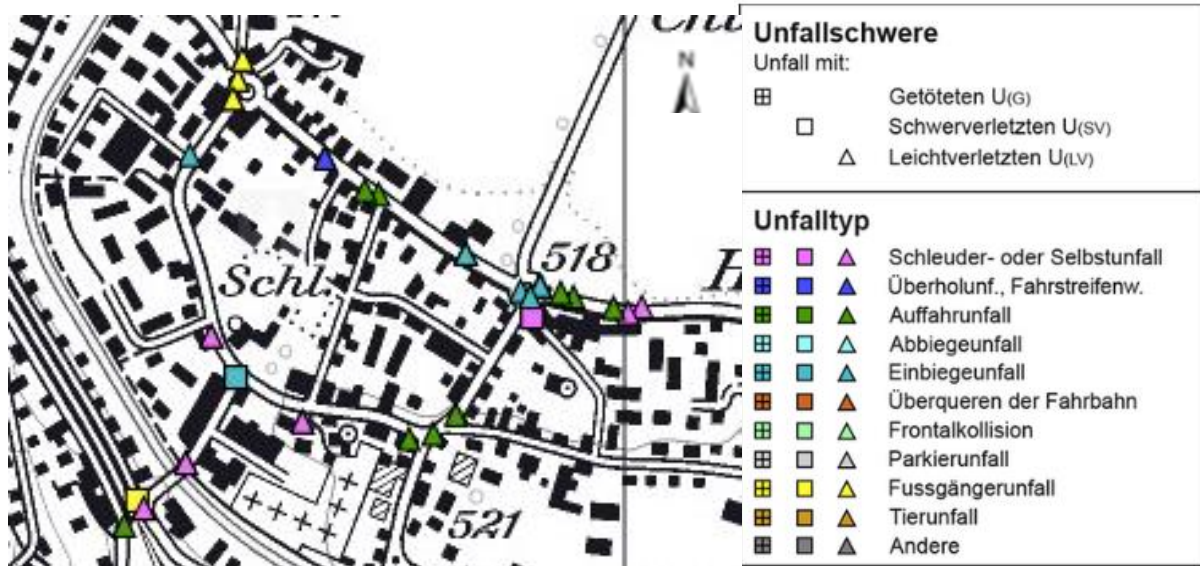 Schl.
518
H
521
N
Unfallschwere
Unfall mit:
Getöteten U(G)
Schwerverletzten U(SV)
Leichtverletzten U(LV)
Unfalltyp
Schleuder- oder Selbstunfall
Überholunf., Fahrstreifenw.
Auffahrunfall
Abbiegeunfall
Einbiegeunfall
Überqueren der Fahrbahn
Frontalkollision
Parkierunfall
Fussgängerunfall
Tierunfall
Andere